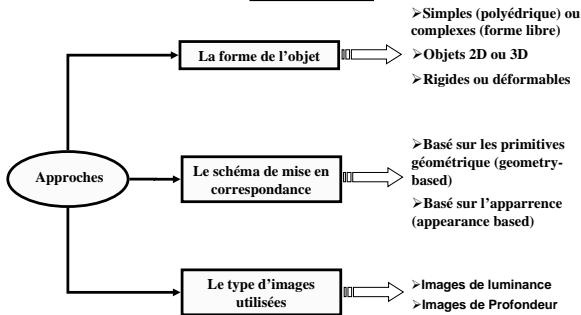 ➢Simples (polyédrique) ou
complexes (forme libre)
➢Objets 2D ou 3D
➢Rigides ou déformables
La forme de l'objet
Approches
Le schéma de mise en
correspondance
➢Basé sur les primitives
géométrique (geometry-
based)
➢Basé sur l'apparrence
(appearance based)
Le type d'images
utilisées
➢Images de luminance
➢Images de Profondeur